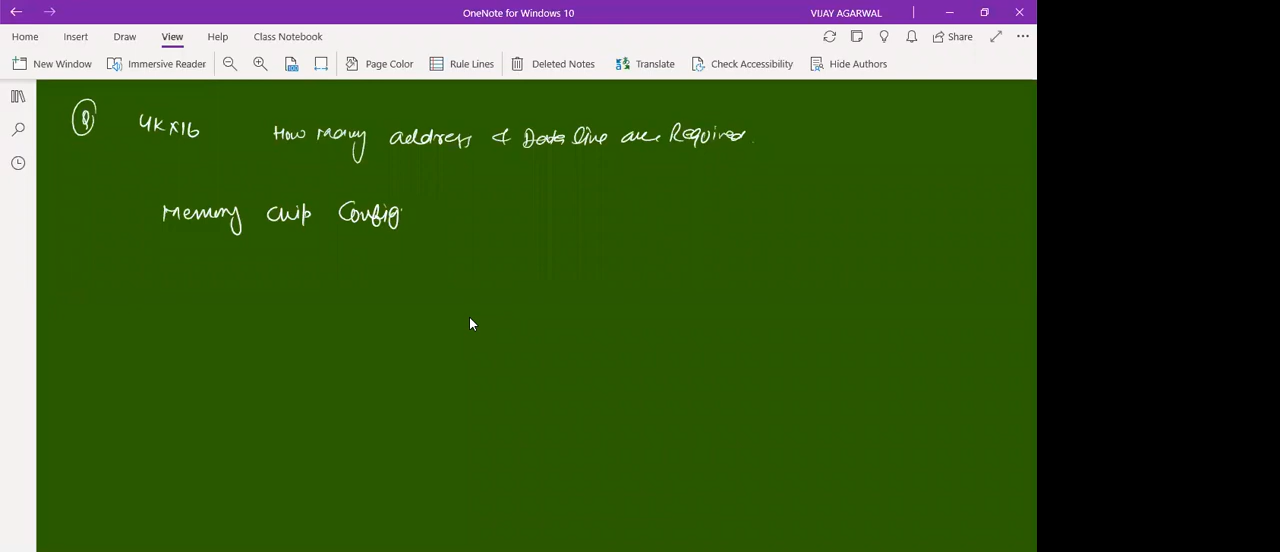 OneNote for Windows 10
VIJAY AGARWAL
Home Insert Draw View Help Class Notebook Share
New Window Immersive Reader Page Color Rule Lines Deleted Notes Translate Check Accessibility Hide Authors
Q 4K×16 How many address & Data line are Required.
Memory chip Config